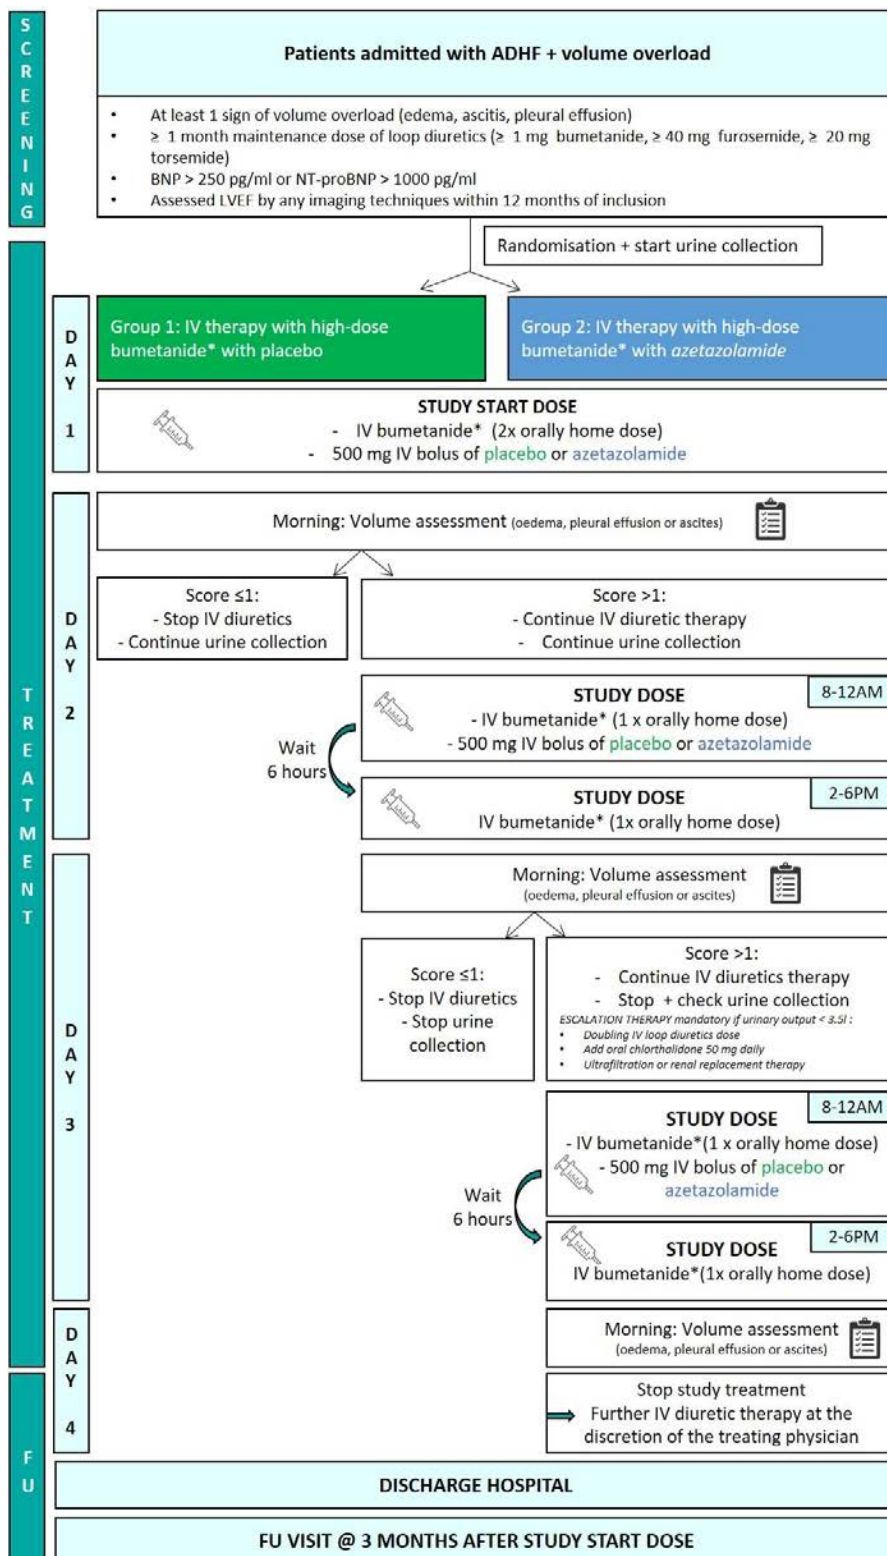 SCREENING
Patients admitted with ADHF + volume overload
• At least 1 sign of volume overload (edema, ascitis, pleural effusion)
• ≥ 1 month maintenance dose of loop diuretics (≥ 1 mg bumetanide, ≥ 40 mg furosemide, ≥ 20 mg
torsemide)
• BNP > 250 pg/ml or NT-proBNP > 1000 pg/ml
• Assessed LVEF by any imaging techniques within 12 months of inclusion
Randomisation + start urine collection
TREATMENT
DAY 1
Group 1: IV therapy with high-dose
bumetanide* with placebo
Group 2: IV therapy with high-dose
bumetanide* with azetazolamide
STUDY START DOSE
- IV bumetanide* (2x orally home dose)
- 500 mg IV bolus of placebo or azetazolamide
DAY 2
Morning: Volume assessment (oedema, pleural effusion or ascites)
Score ≤1:
- Stop IV diuretics
- Continue urine collection
Score >1:
- Continue IV diuretic therapy
- Continue urine collection
8-12AM
STUDY DOSE
- IV bumetanide* (1 x orally home dose)
- 500 mg IV bolus of placebo or azetazolamide
Wait
6 hours
2-6PM
STUDY DOSE
IV bumetanide* (1x orally home dose)
DAY 3
Morning: Volume assessment
(oedema, pleural effusion or ascites)
Score ≤1:
- Stop IV diuretics
- Stop urine
collection
Score >1:
- Continue IV diuretics therapy
- Stop + check urine collection
ESCALATION THERAPY mandatory if urinary output < 3.5l :
• Doubling IV loop diuretics dose
• Add oral chlorthalidone 50 mg daily
• Ultrafiltration or renal replacement therapy
8-12AM
STUDY DOSE
- IV bumetanide*(1 x orally home dose)
- 500 mg IV bolus of placebo or
azetazolamide
Wait
6 hours
2-6PM
STUDY DOSE
IV bumetanide*(1x orally home dose)
DAY 4
Morning: Volume assessment
(oedema, pleural effusion or ascites)
Stop study treatment
Further IV diuretic therapy at the
discretion of the treating physician
FU
DISCHARGE HOSPITAL
FU VISIT @ 3 MONTHS AFTER STUDY START DOSE